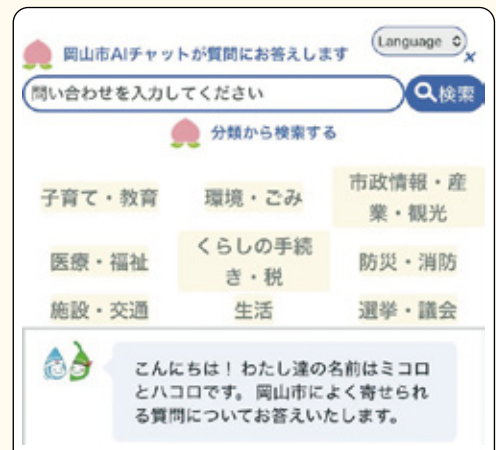 Language
岡山市AIチャットが質問にお答えします
×
問い合わせを入力してください
検索
分類から検索する
子育て・教育
環境・ごみ
市政情報・産
業・観光
医療・福祉
くらしの手続
き・税
防災・消防
施設・交通
生活
選挙・議会
こんにちは！わたし達の名前はミコロ
とハコロです。岡山市によく寄せられ
る質問についてお答えいたします。